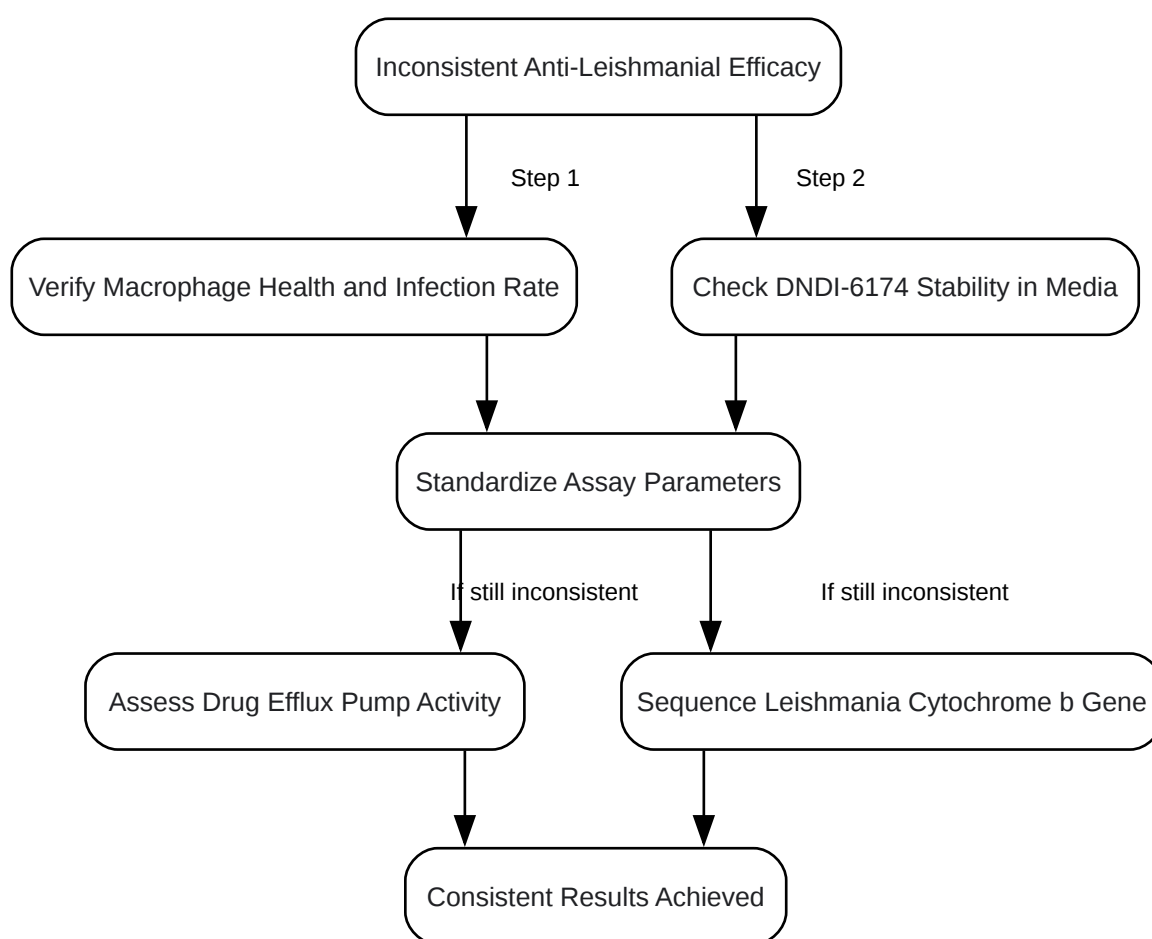 Inconsistent Anti-Leishmanial Efficacy
Step 1
Step 2
Verify Macrophage Health and Infection Rate
Check DNDI-6174 Stability in Media
Standardize Assay Parameters
If still inconsistent
If still inconsistent
Assess Drug Efflux Pump Activity
Sequence Leishmania Cytochrome b Gene
Consistent Results Achieved